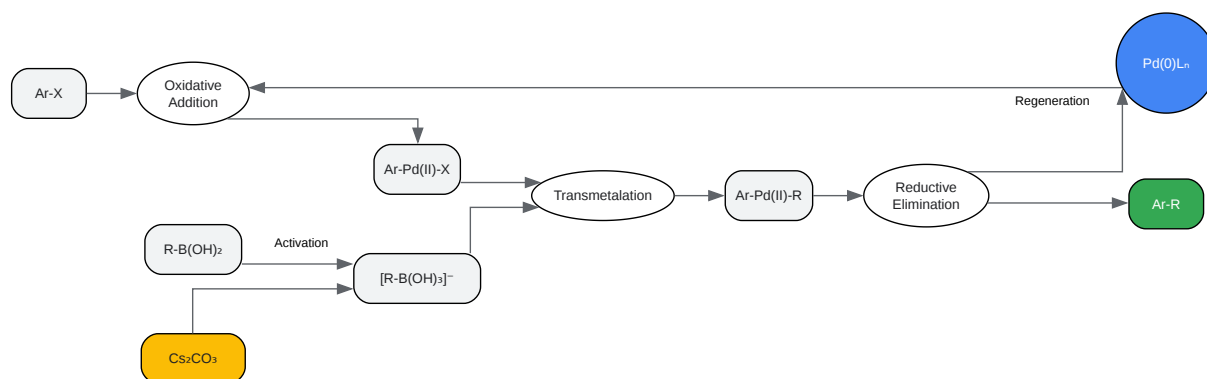 Pd(0)Lₙ
Oxidative
Addition
Ar-X
Regeneration
Ar-Pd(II)-X
Transmetalation
Ar-Pd(II)-R
Reductive
Elimination
Ar-R
R-B(OH)₂
Activation
[R-B(OH)₃]⁻
Cs₂CO₃